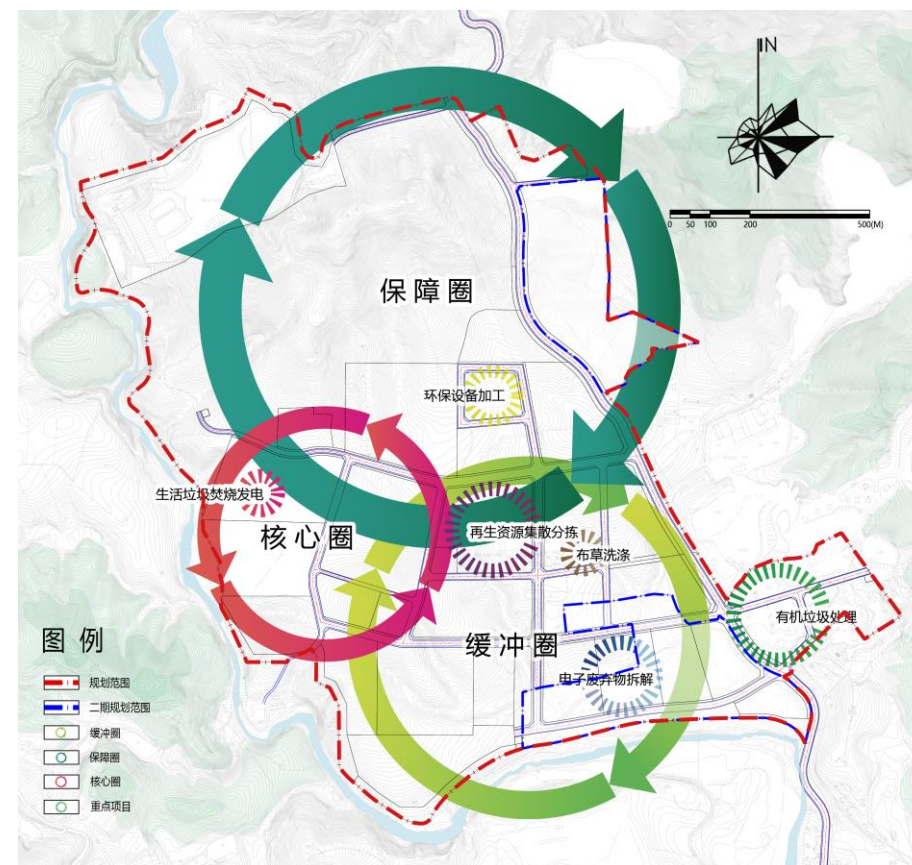 IN
0 50 100 200 500(M)
保障圈
环保设备加工
生活垃圾焚烧发电
核心圈
再生资源集散分拣
布草洗涤
有机垃圾处理
缓冲圈
电子废弃物拆解
图例
规划范围
二期规划范围
缓冲圈
保障圈
核心圈
重点项目